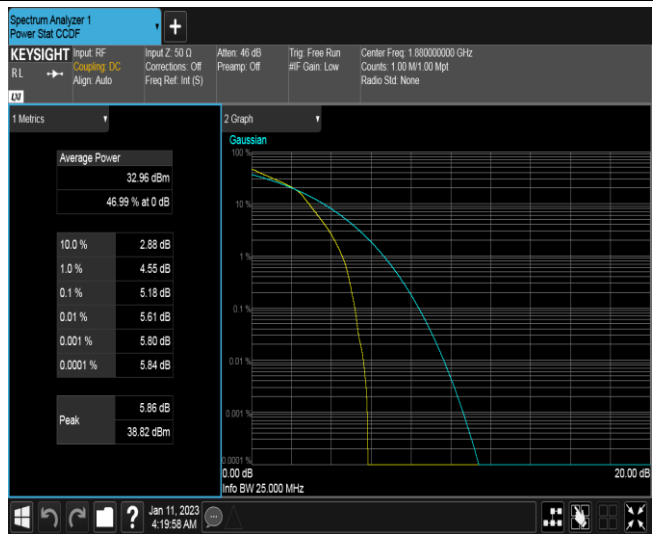 Spectrum Analyzer 1
Power Stat CCDF
+
KEYSIGHT
RL
LXI
Input: RF
Coupling: DC
Align: Auto
Input Z: 50 Ω
Corrections: Off
Freq Ref: Int (S)
Atten: 46 dB
Preamp: Off
Trig: Free Run
#IF Gain: Low
Center Freq: 1.880000000 GHz
Counts: 1.00 M/1.00 Mpt
Radio Std: None
1 Metrics
Average Power
32.96 dBm
46.99 % at 0 dB
10.0 % 2.88 dB
1.0 % 4.55 dB
0.1 % 5.18 dB
0.01 % 5.61 dB
0.001 % 5.80 dB
0.0001 % 5.84 dB
Peak
5.86 dB
38.82 dBm
2 Graph
Gaussian
100 %
10 %
1 %
0.1 %
0.01 %
0.001 %
0.0001 %
0.00 dB 20.00 dB
Info BW 25.000 MHz
?
Jan 11, 2023
4:19:58 AM